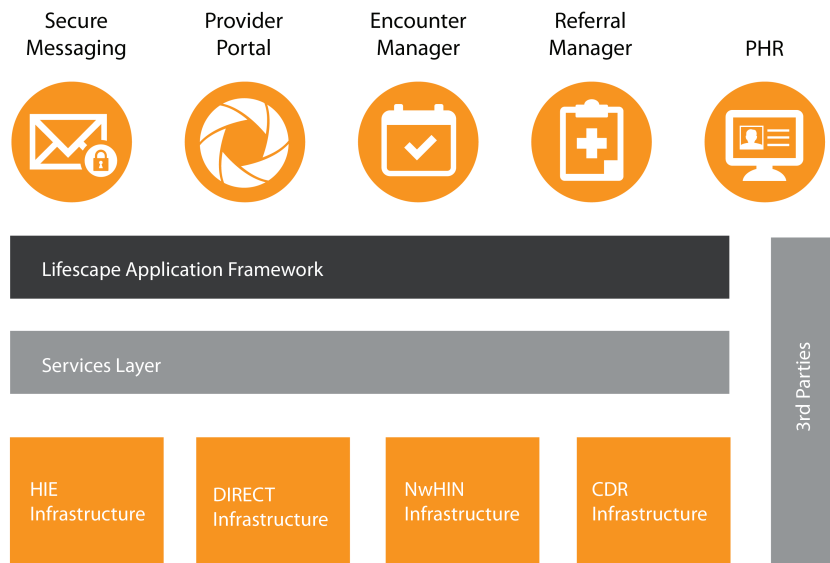 Secure
Messaging
Provider
Portal
Encounter
Manager
Referral
Manager
PHR
Lifescape Application Framework
Services Layer
3rd Parties
HIE
Infrastructure
DIRECT
Infrastructure
NwHIN
Infrastructure
CDR
Infrastructure